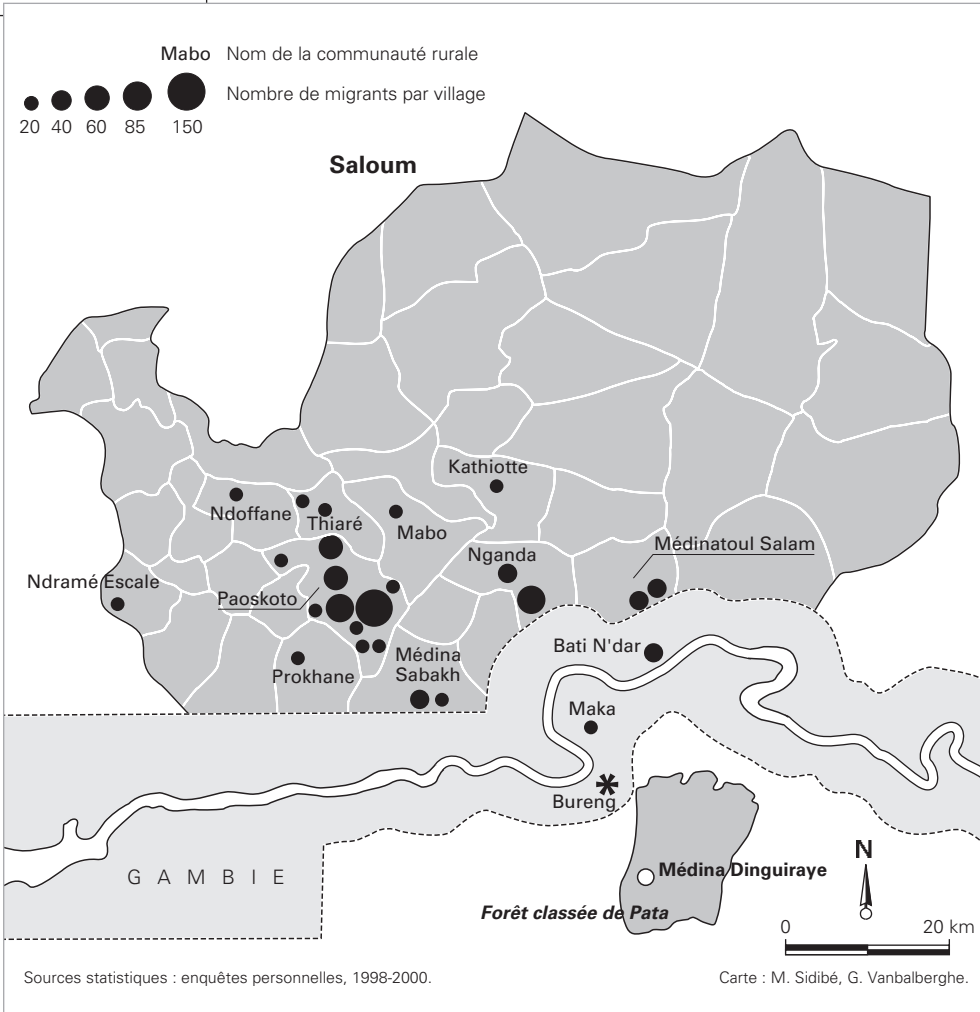 Mabo Nom de la communauté rurale
Nombre de migrants par village
20 40 60 85 150
Saloum
Kathiotte
Ndoffane
Thiaré
Mabo
Nganda
Médinatoul Salam
Ndramé Escale
Paoskoto
Bati N'dar
Médina
Sabakh
Prokhane
Maka
Bureng
GAMBIE
Médina Dinguiraye
Forêt classée de Pata
N
0 20 km
Sources statistiques : enquêtes personnelles, 1998-2000.
Carte : M. Sidibé, G. Vanbalberghe.